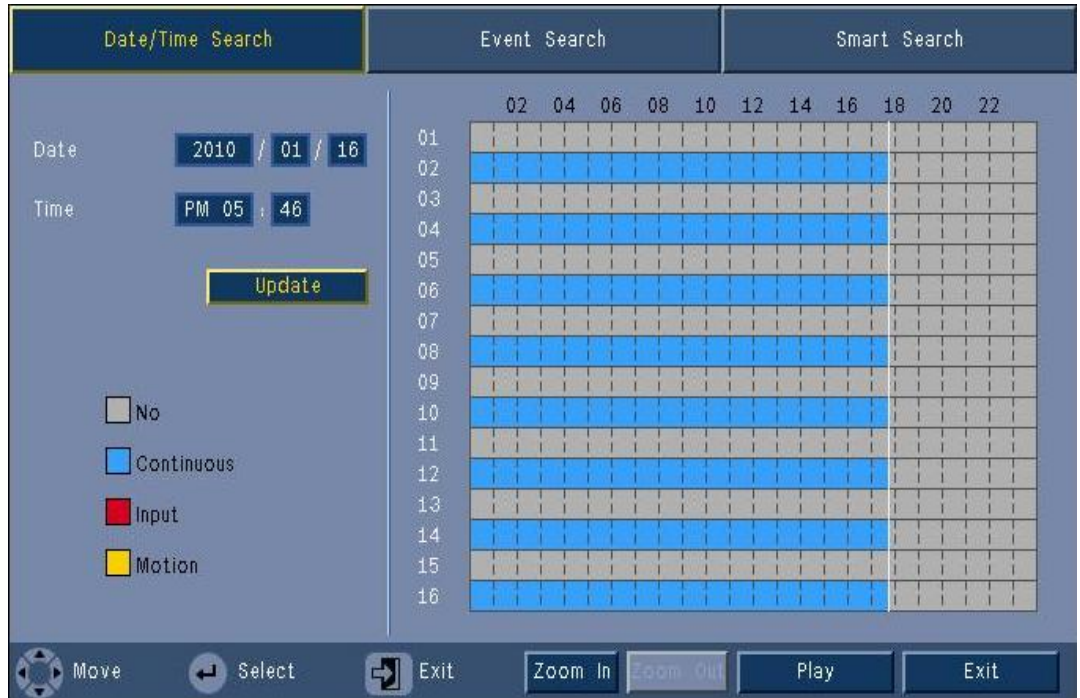 Date/Time Search Event Search Smart Search
02 04 06 08 10 12 14 16 18 20 22
Date 2010 / 01 / 16
Time PM 05 : 46
Update
No
Continuous
Input
Motion
01
02
03
04
05
06
07
08
09
10
11
12
13
14
15
16
Move Select Exit Zoom In Zoom Out Play Exit